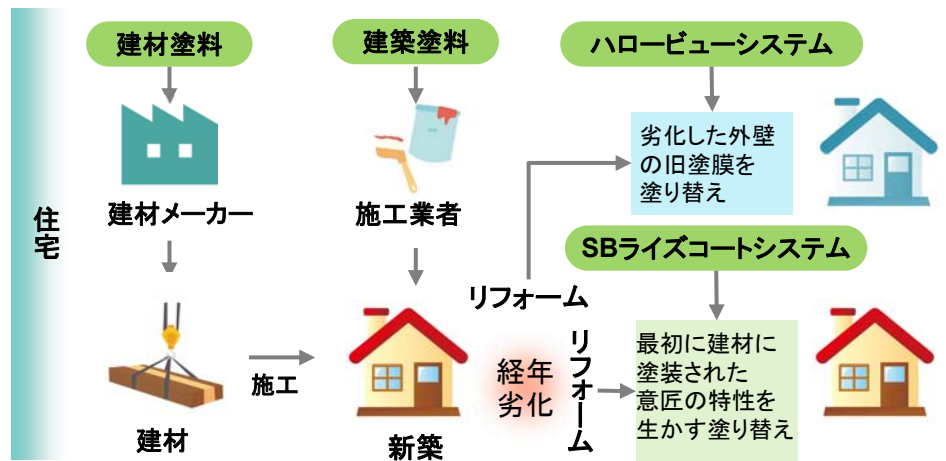 住宅
建材塗料
建材メーカー
建材
施工
建築塗料
施工業者
新築
経年
劣化
リフォーム
ハロービューシステム
劣化した外壁
の旧塗膜を
塗り替え
リフォーム
SBライズコートシステム
最初に建材に
塗装された
意匠の特性を
生かす塗り替え